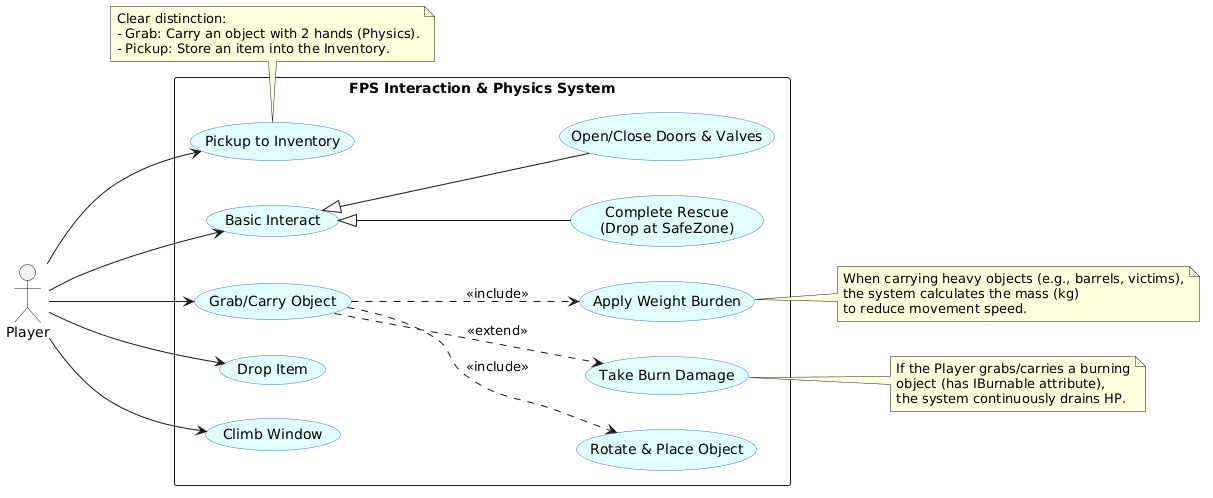 Clear distinction:
- Grab: Carry an object with 2 hands (Physics).
- Pickup: Store an item into the Inventory.
FPS Interaction & Physics System
Pickup to Inventory
Open/Close Doors & Valves
Basic Interact
Complete Rescue
(Drop at SafeZone)
Player
Grab/Carry Object
«include»
Apply Weight Burden
When carrying heavy objects (e.g., barrels, victims),
the system calculates the mass (kg)
to reduce movement speed.
«extend»
Drop Item
«include»
Take Burn Damage
If the Player grabs/carries a burning
object (has IBurnable attribute),
the system continuously drains HP.
Climb Window
Rotate & Place Object